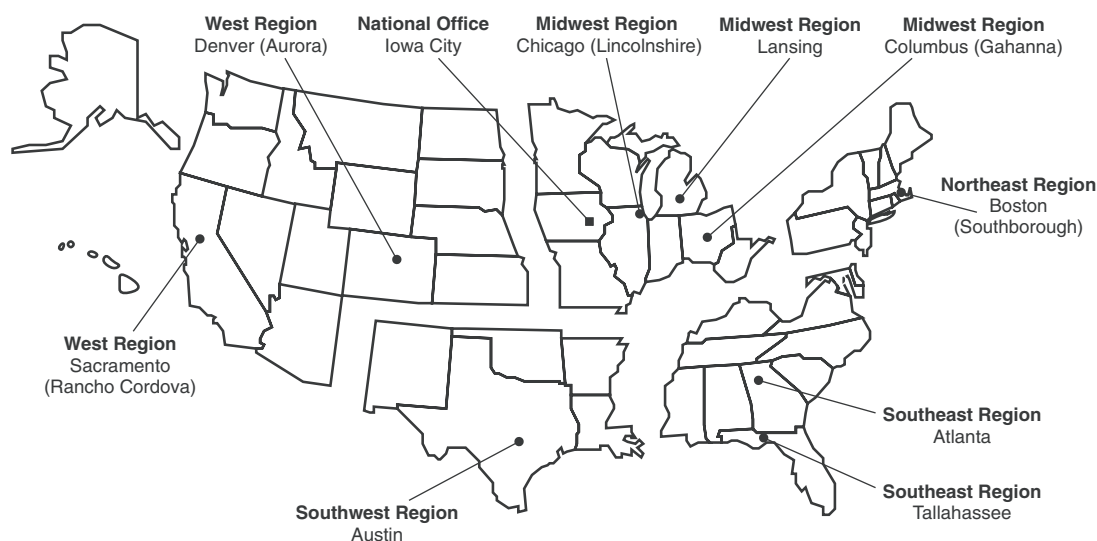 West Region
Denver (Aurora)
National Office
Iowa City
Midwest Region
Chicago (Lincolnshire)
Midwest Region
Lansing
Midwest Region
Columbus (Gahanna)
Northeast Region
Boston
(Southborough)
West Region
Sacramento
(Rancho Cordova)
Southeast Region
Atlanta
Southeast Region
Tallahassee
Southwest Region
Austin